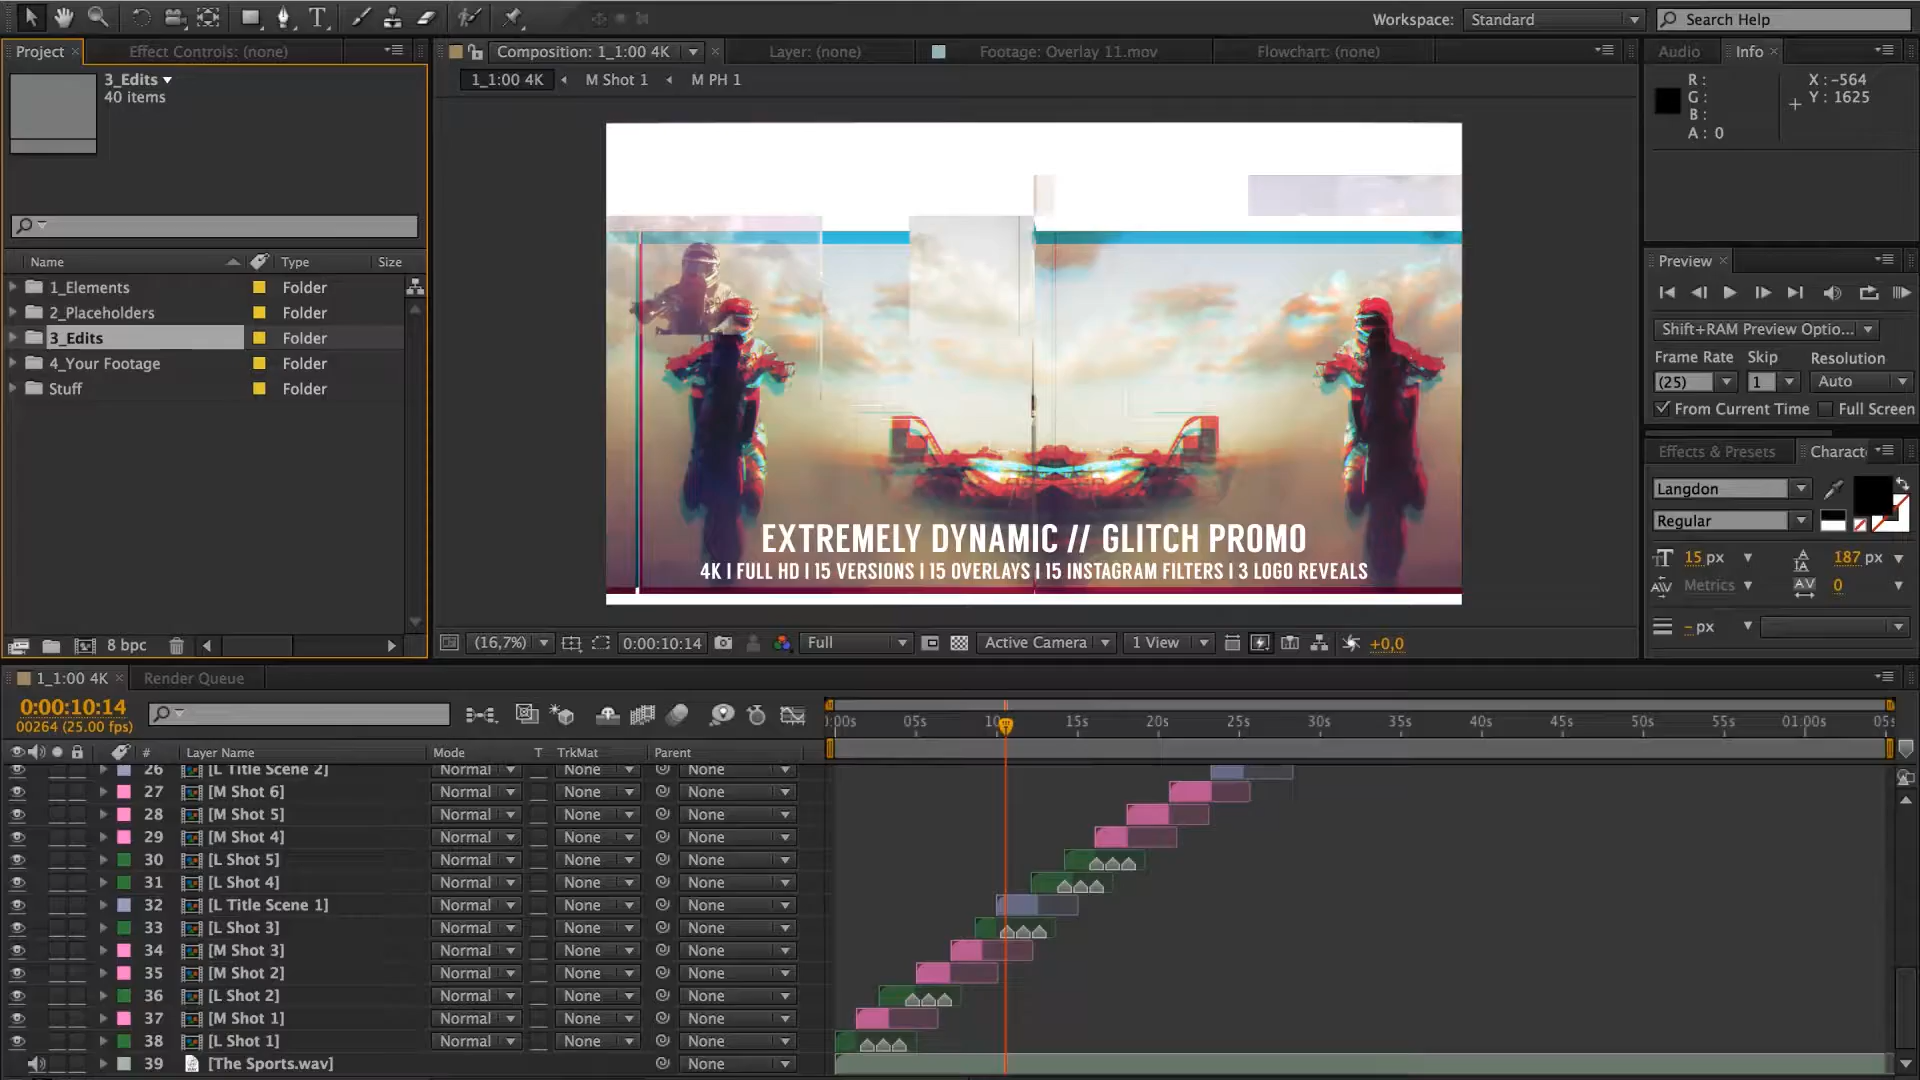 Workspace: Standard Search Help
Project Effect Controls: (none) Composition: 1_1:00 4K Layer: (none) Footage: Overlay 11.mov Flowchart: (none) Audio Info
3_Edits
40 items
1_1:00 4K M Shot 1 M PH 1
R : X : -564
G : Y : 1625
B :
A : 0
Name Type Size
1_Elements Folder
2_Placeholders Folder
3_Edits Folder
4_Your Footage Folder
Stuff Folder
EXTREMELY DYNAMIC // GLITCH PROMO
4K | FULL HD | 15 VERSIONS | 15 OVERLAYS | 15 INSTAGRAM FILTERS | 3 LOGO REVEALS
Preview
Shift+RAM Preview Optio...
Frame Rate Skip Resolution
(25) 1 Auto
From Current Time Full Screen
Effects & Presets Charact
Langdon
Regular
15 px 187 px
Metrics 0
- px
8 bpc
(16,7%) 0:00:10:14 Full Active Camera 1 View +0,0
1_1:00 4K Render Queue
0:00:10:14
00264 (25.00 fps)
:00s 05s 10s 15s 20s 25s 30s 35s 40s 45s 50s 55s 01:00s 05s
# Layer Name Mode T TrkMat Parent
26 [L Title Scene 2] Normal None None
27 [M Shot 6] Normal None None
28 [M Shot 5] Normal None None
29 [M Shot 4] Normal None None
30 [L Shot 5] Normal None None
31 [L Shot 4] Normal None None
32 [L Title Scene 1] Normal None None
33 [L Shot 3] Normal None None
34 [M Shot 3] Normal None None
35 [M Shot 2] Normal None None
36 [L Shot 2] Normal None None
37 [M Shot 1] Normal None None
38 [L Shot 1] Normal None None
39 [The Sports.wav] None